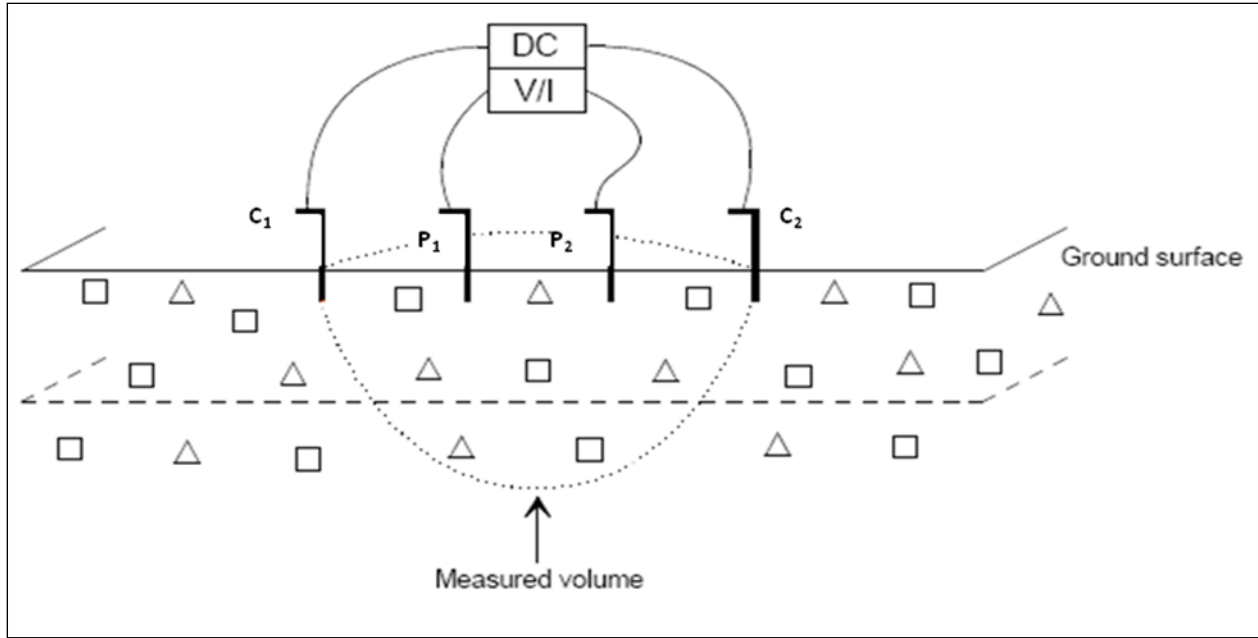 DC
V/I
C₁
P₁
P₂
C₂
Ground surface
Measured volume